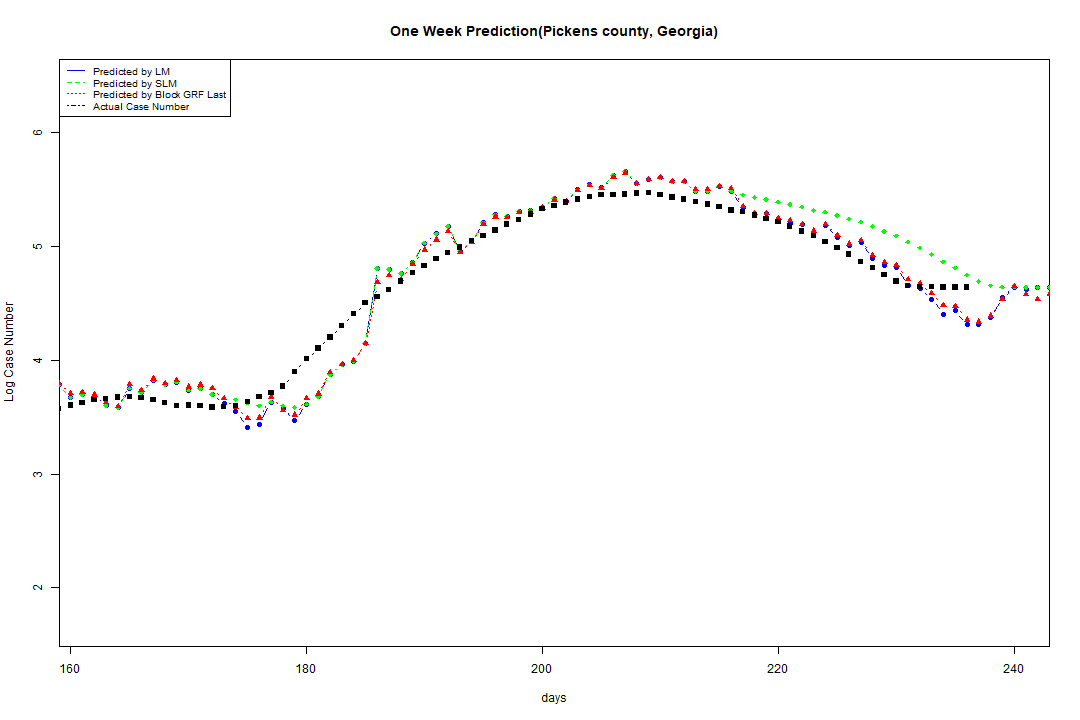 One Week Prediction(Pickens county, Georgia)
Predicted by LM
Predicted by SLM
Predicted by Block GRF Last
Actual Case Number
6
5
4
3
2
Log Case Number
160 180 200 220 240
days